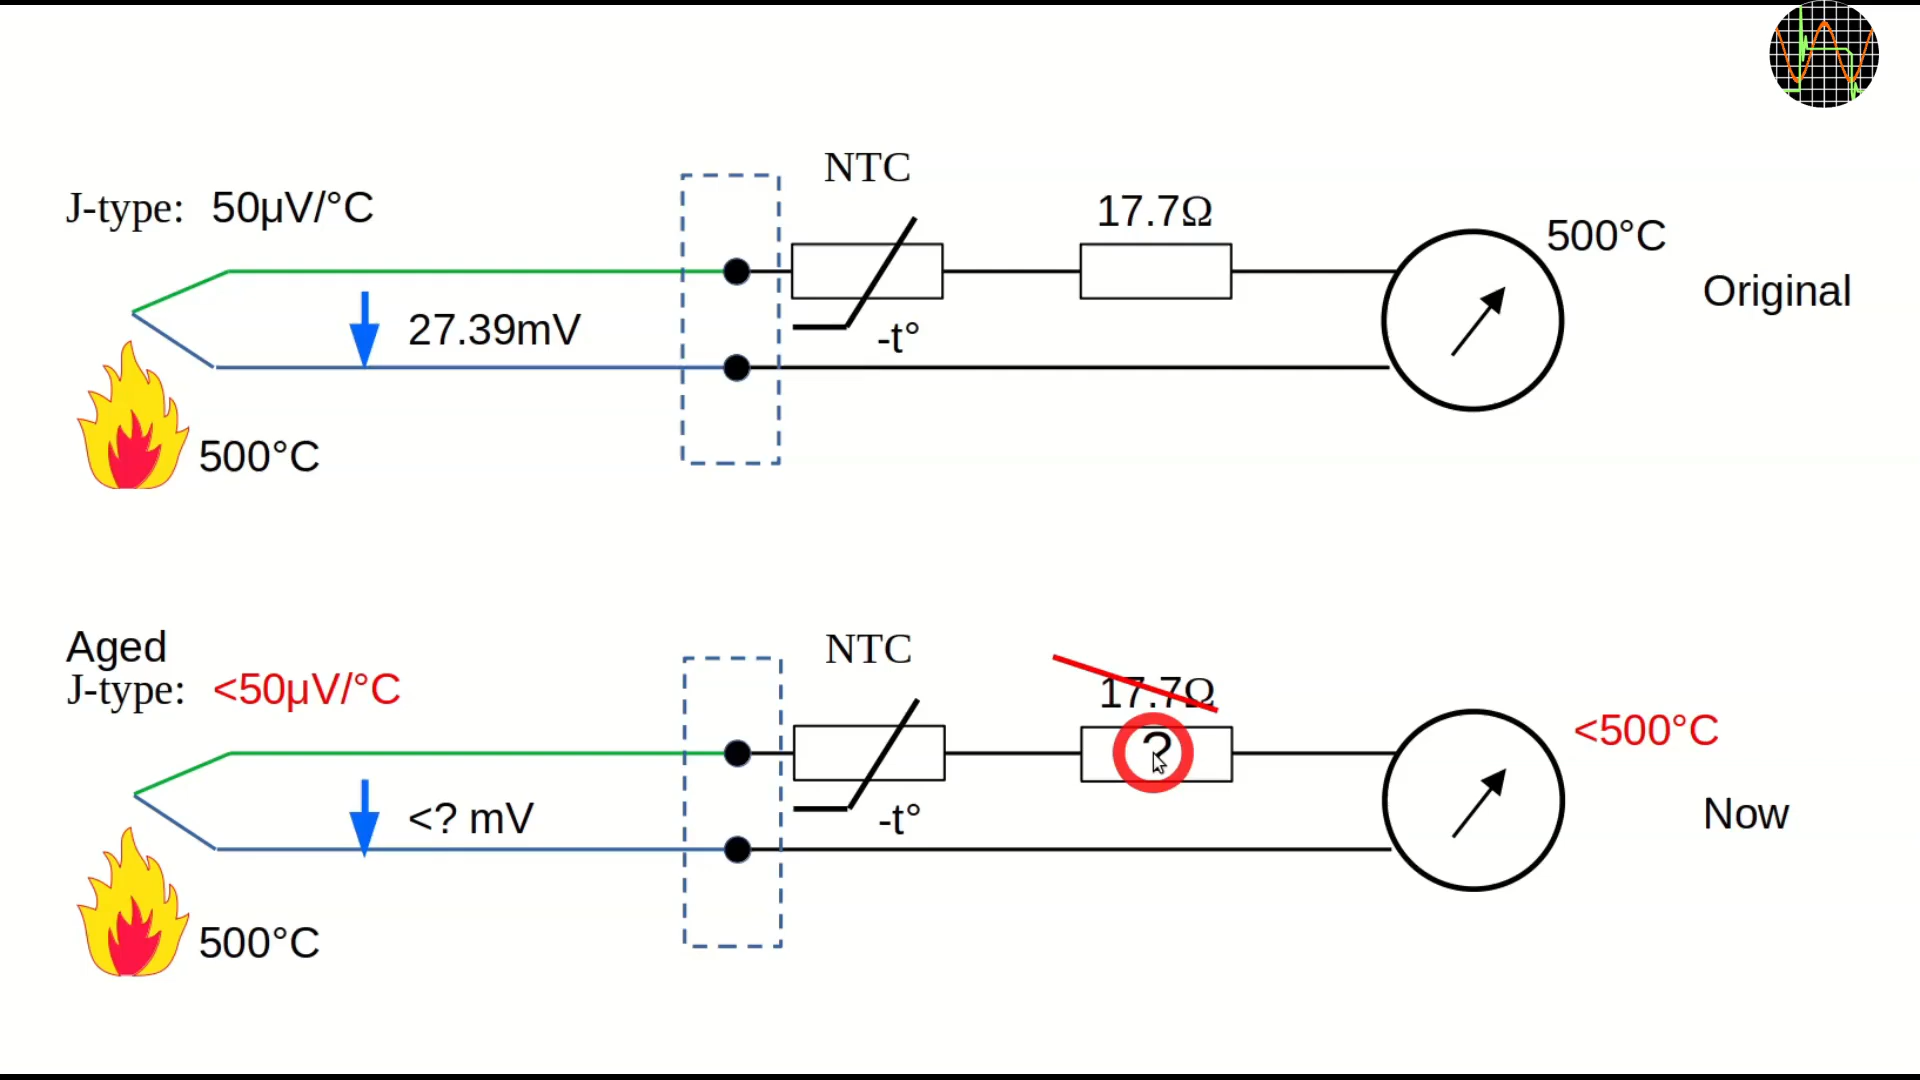 NTC
J-type: 50µV/°C
17.7Ω
500°C
Original
27.39mV
-t°
500°C
Aged
NTC
J-type: <50µV/°C
17.7Ω
<500°C
?
<? mV
-t°
Now
500°C